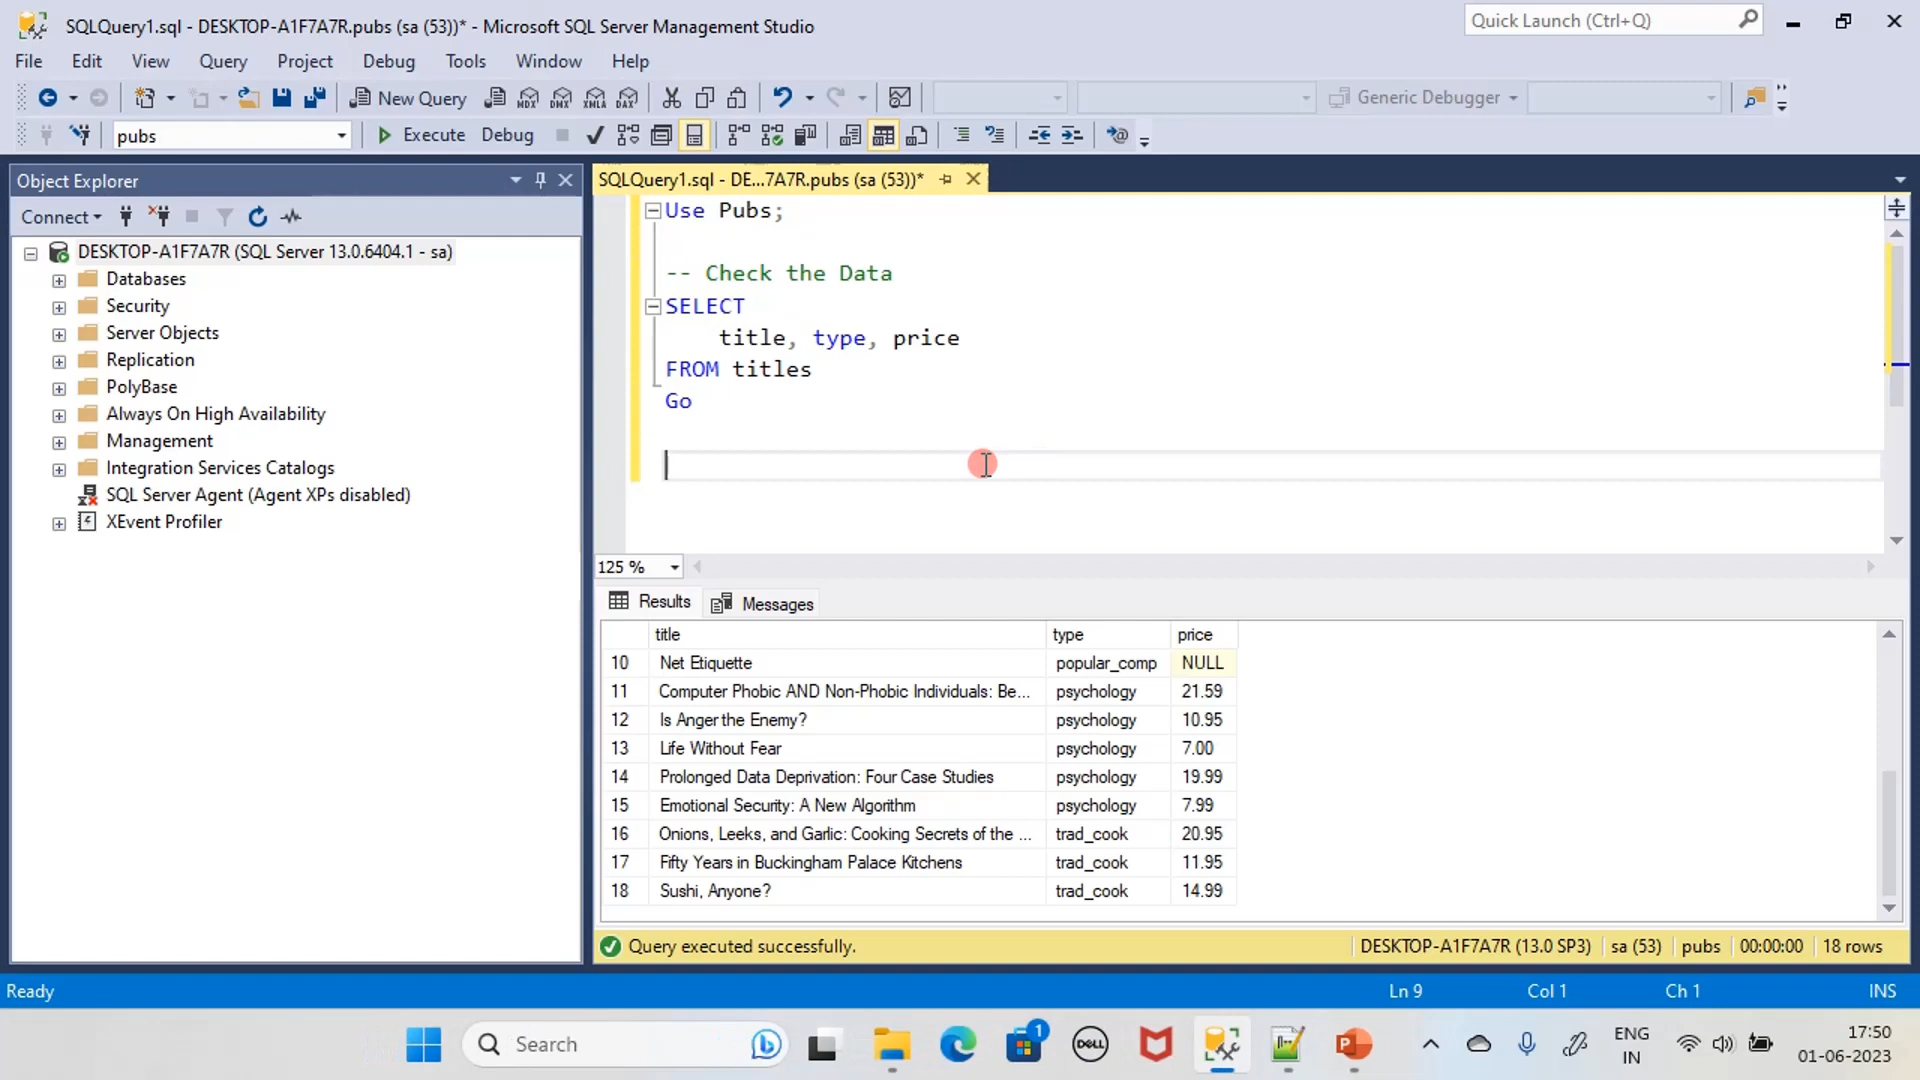 SQLQuery1.sql - DESKTOP-A1F7A7R.pubs (sa (53))* - Microsoft SQL Server Management Studio
Quick Launch (Ctrl+Q)
File Edit View Query Project Debug Tools Window Help
New Query MDX DMX XMLA DAX Generic Debugger
pubs Execute Debug
Object Explorer
Connect
DESKTOP-A1F7A7R (SQL Server 13.0.6404.1 - sa)
Databases
Security
Server Objects
Replication
PolyBase
Always On High Availability
Management
Integration Services Catalogs
SQL Server Agent (Agent XPs disabled)
XEvent Profiler
SQLQuery1.sql - DE...7A7R.pubs (sa (53))*
Use Pubs;
-- Check the Data
SELECT
title, type, price
FROM titles
Go
125 %
Results Messages
title type price
10 Net Etiquette popular_comp NULL
11 Computer Phobic AND Non-Phobic Individuals: Be... psychology 21.59
12 Is Anger the Enemy? psychology 10.95
13 Life Without Fear psychology 7.00
14 Prolonged Data Deprivation: Four Case Studies psychology 19.99
15 Emotional Security: A New Algorithm psychology 7.99
16 Onions, Leeks, and Garlic: Cooking Secrets of the ... trad_cook 20.95
17 Fifty Years in Buckingham Palace Kitchens trad_cook 11.95
18 Sushi, Anyone? trad_cook 14.99
Query executed successfully. DESKTOP-A1F7A7R (13.0 SP3) sa (53) pubs 00:00:00 18 rows
Ready Ln 9 Col 1 Ch 1 INS
Search 1 DELL P ENG 17:50
IN 01-06-2023